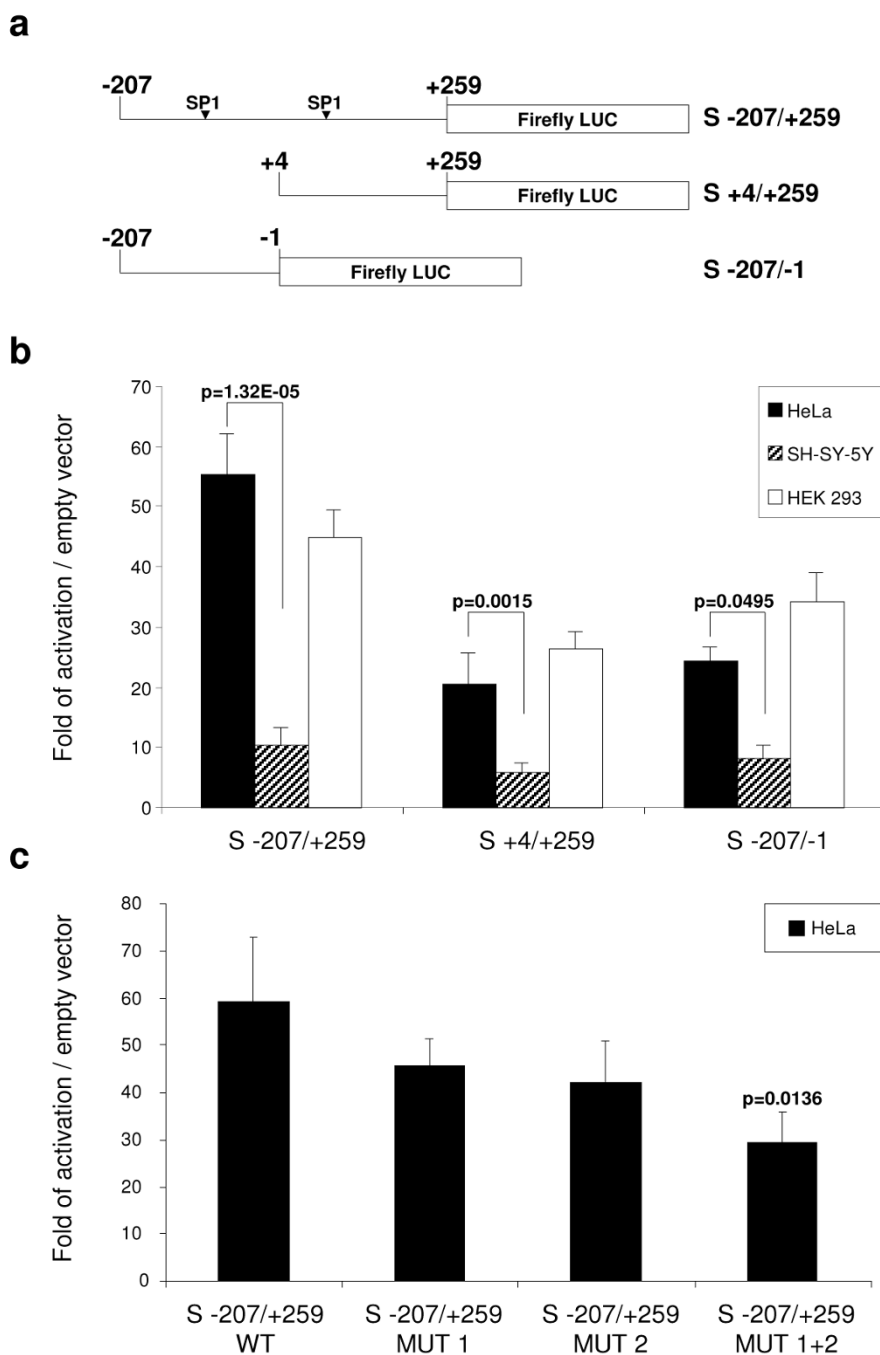 a
-207 SP1 SP1 +259
Firefly LUC S -207/+259
+4 +259
Firefly LUC S +4/+259
-207 -1
Firefly LUC S -207/-1
b
Fold of activation / empty vector
70
60
50
40
30
20
10
0
p=1.32E-05
p=0.0015
p=0.0495
HeLa
SH-SY-5Y
HEK 293
S -207/+259 S +4/+259 S -207/-1
c
Fold of activation / empty vector
80
70
60
50
40
30
20
10
0
HeLa
p=0.0136
S -207/+259 S -207/+259 S -207/+259 S -207/+259
WT MUT 1 MUT 2 MUT 1+2